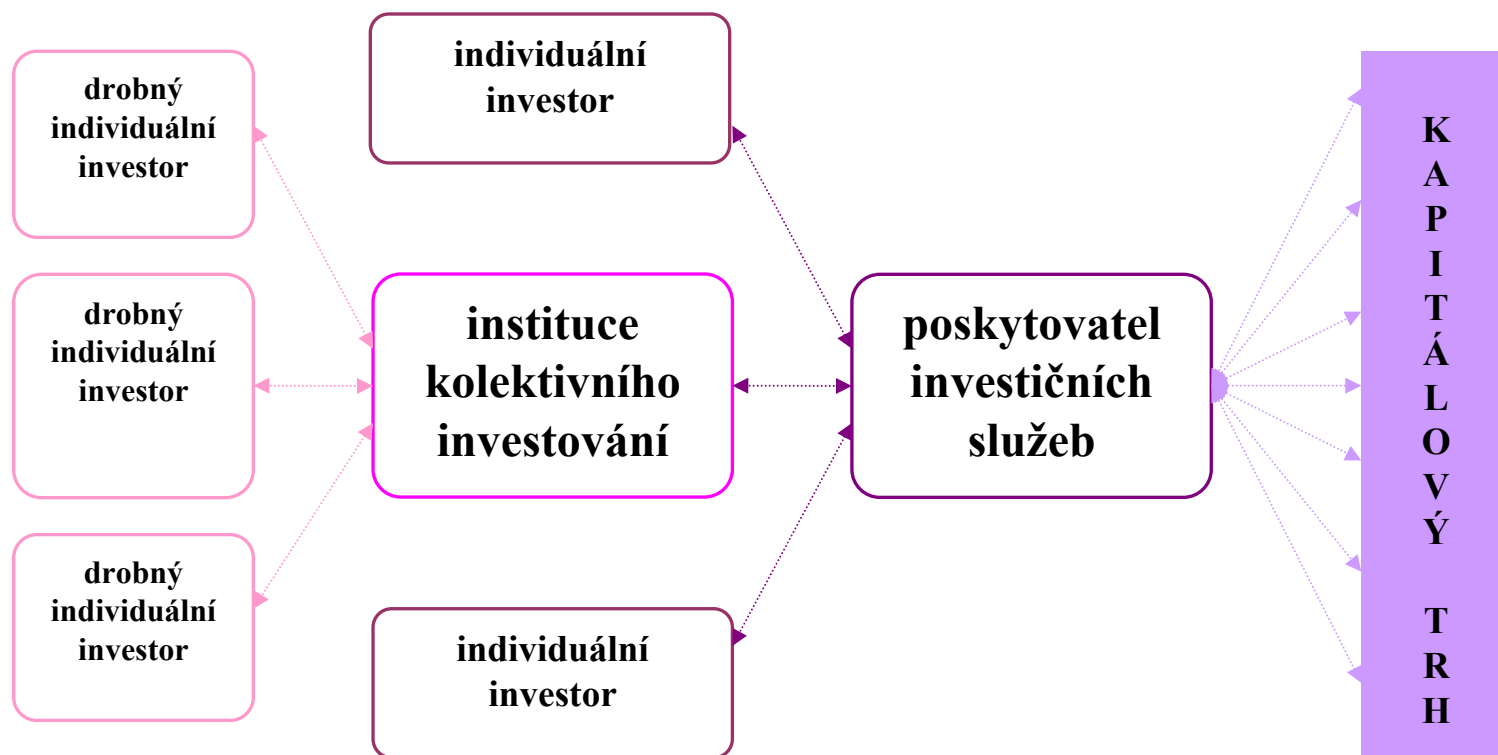 drobný
individuální
investor
individuální
investor
drobný
individuální
investor
instituce
kolektivního
investování
poskytovatel
investičních
služeb
drobný
individuální
investor
individuální
investor
K
A
P
I
T
Á
L
O
V
Ý
T
R
H